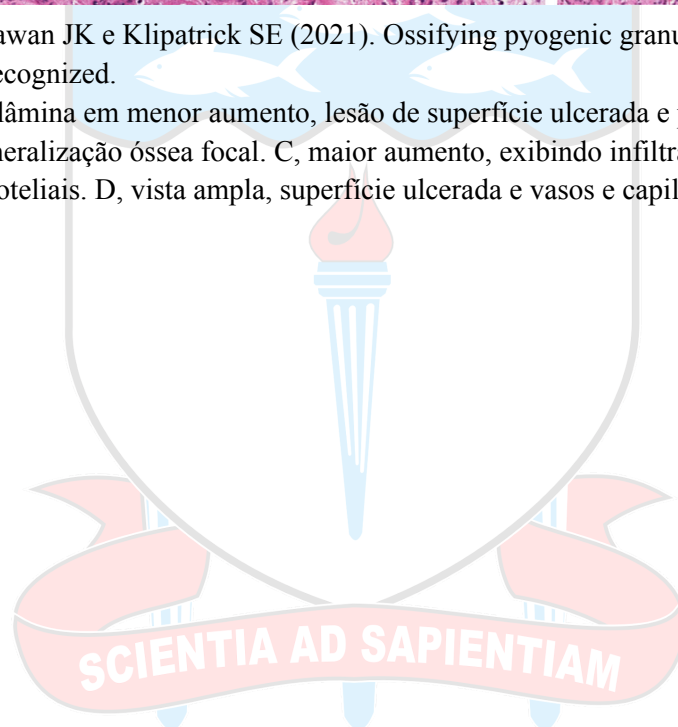 awan JK e Klipatrick SE (2021). Ossifying pyogenic granu
ecognized.
lâmina em menor aumento, lesão de superfície ulcerada e
neralização óssea focal. C, maior aumento, exibindo infiltra
oteliais. D, vista ampla, superfície ulcerada e vasos e capil
SCIENTIA AD SAPIENTIAM